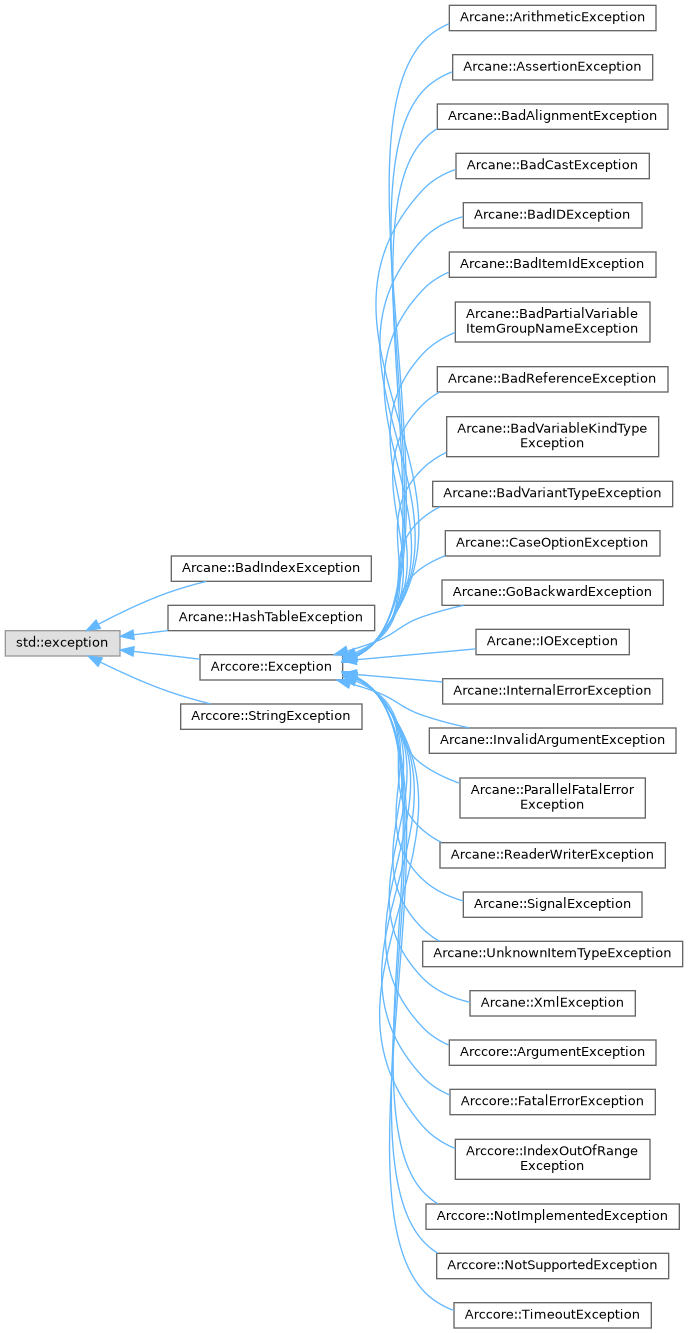 Arcane::ArithmeticException
Arcane::AssertionException
Arcane::BadAlignmentException
Arcane::BadCastException
Arcane::BadIDException
Arcane::BadItemIdException
Arcane::BadPartialVariable
ItemGroupNameException
Arcane::BadReferenceException
Arcane::BadVariableKindType
Exception
Arcane::BadVariantTypeException
Arcane::CaseOptionException
Arcane::BadIndexException
Arcane::GoBackwardException
Arcane::HashTableException
std::exception
Arcane::IOException
Arccore::Exception
Arcane::InternalErrorException
Arccore::StringException
Arcane::InvalidArgumentException
Arcane::ParallelFatalError
Exception
Arcane::ReaderWriterException
Arcane::SignalException
Arcane::UnknownItemTypeException
Arcane::XmlException
Arccore::ArgumentException
Arccore::FatalErrorException
Arccore::IndexOutOfRange
Exception
Arccore::NotImplementedException
Arccore::NotSupportedException
Arccore::TimeoutException